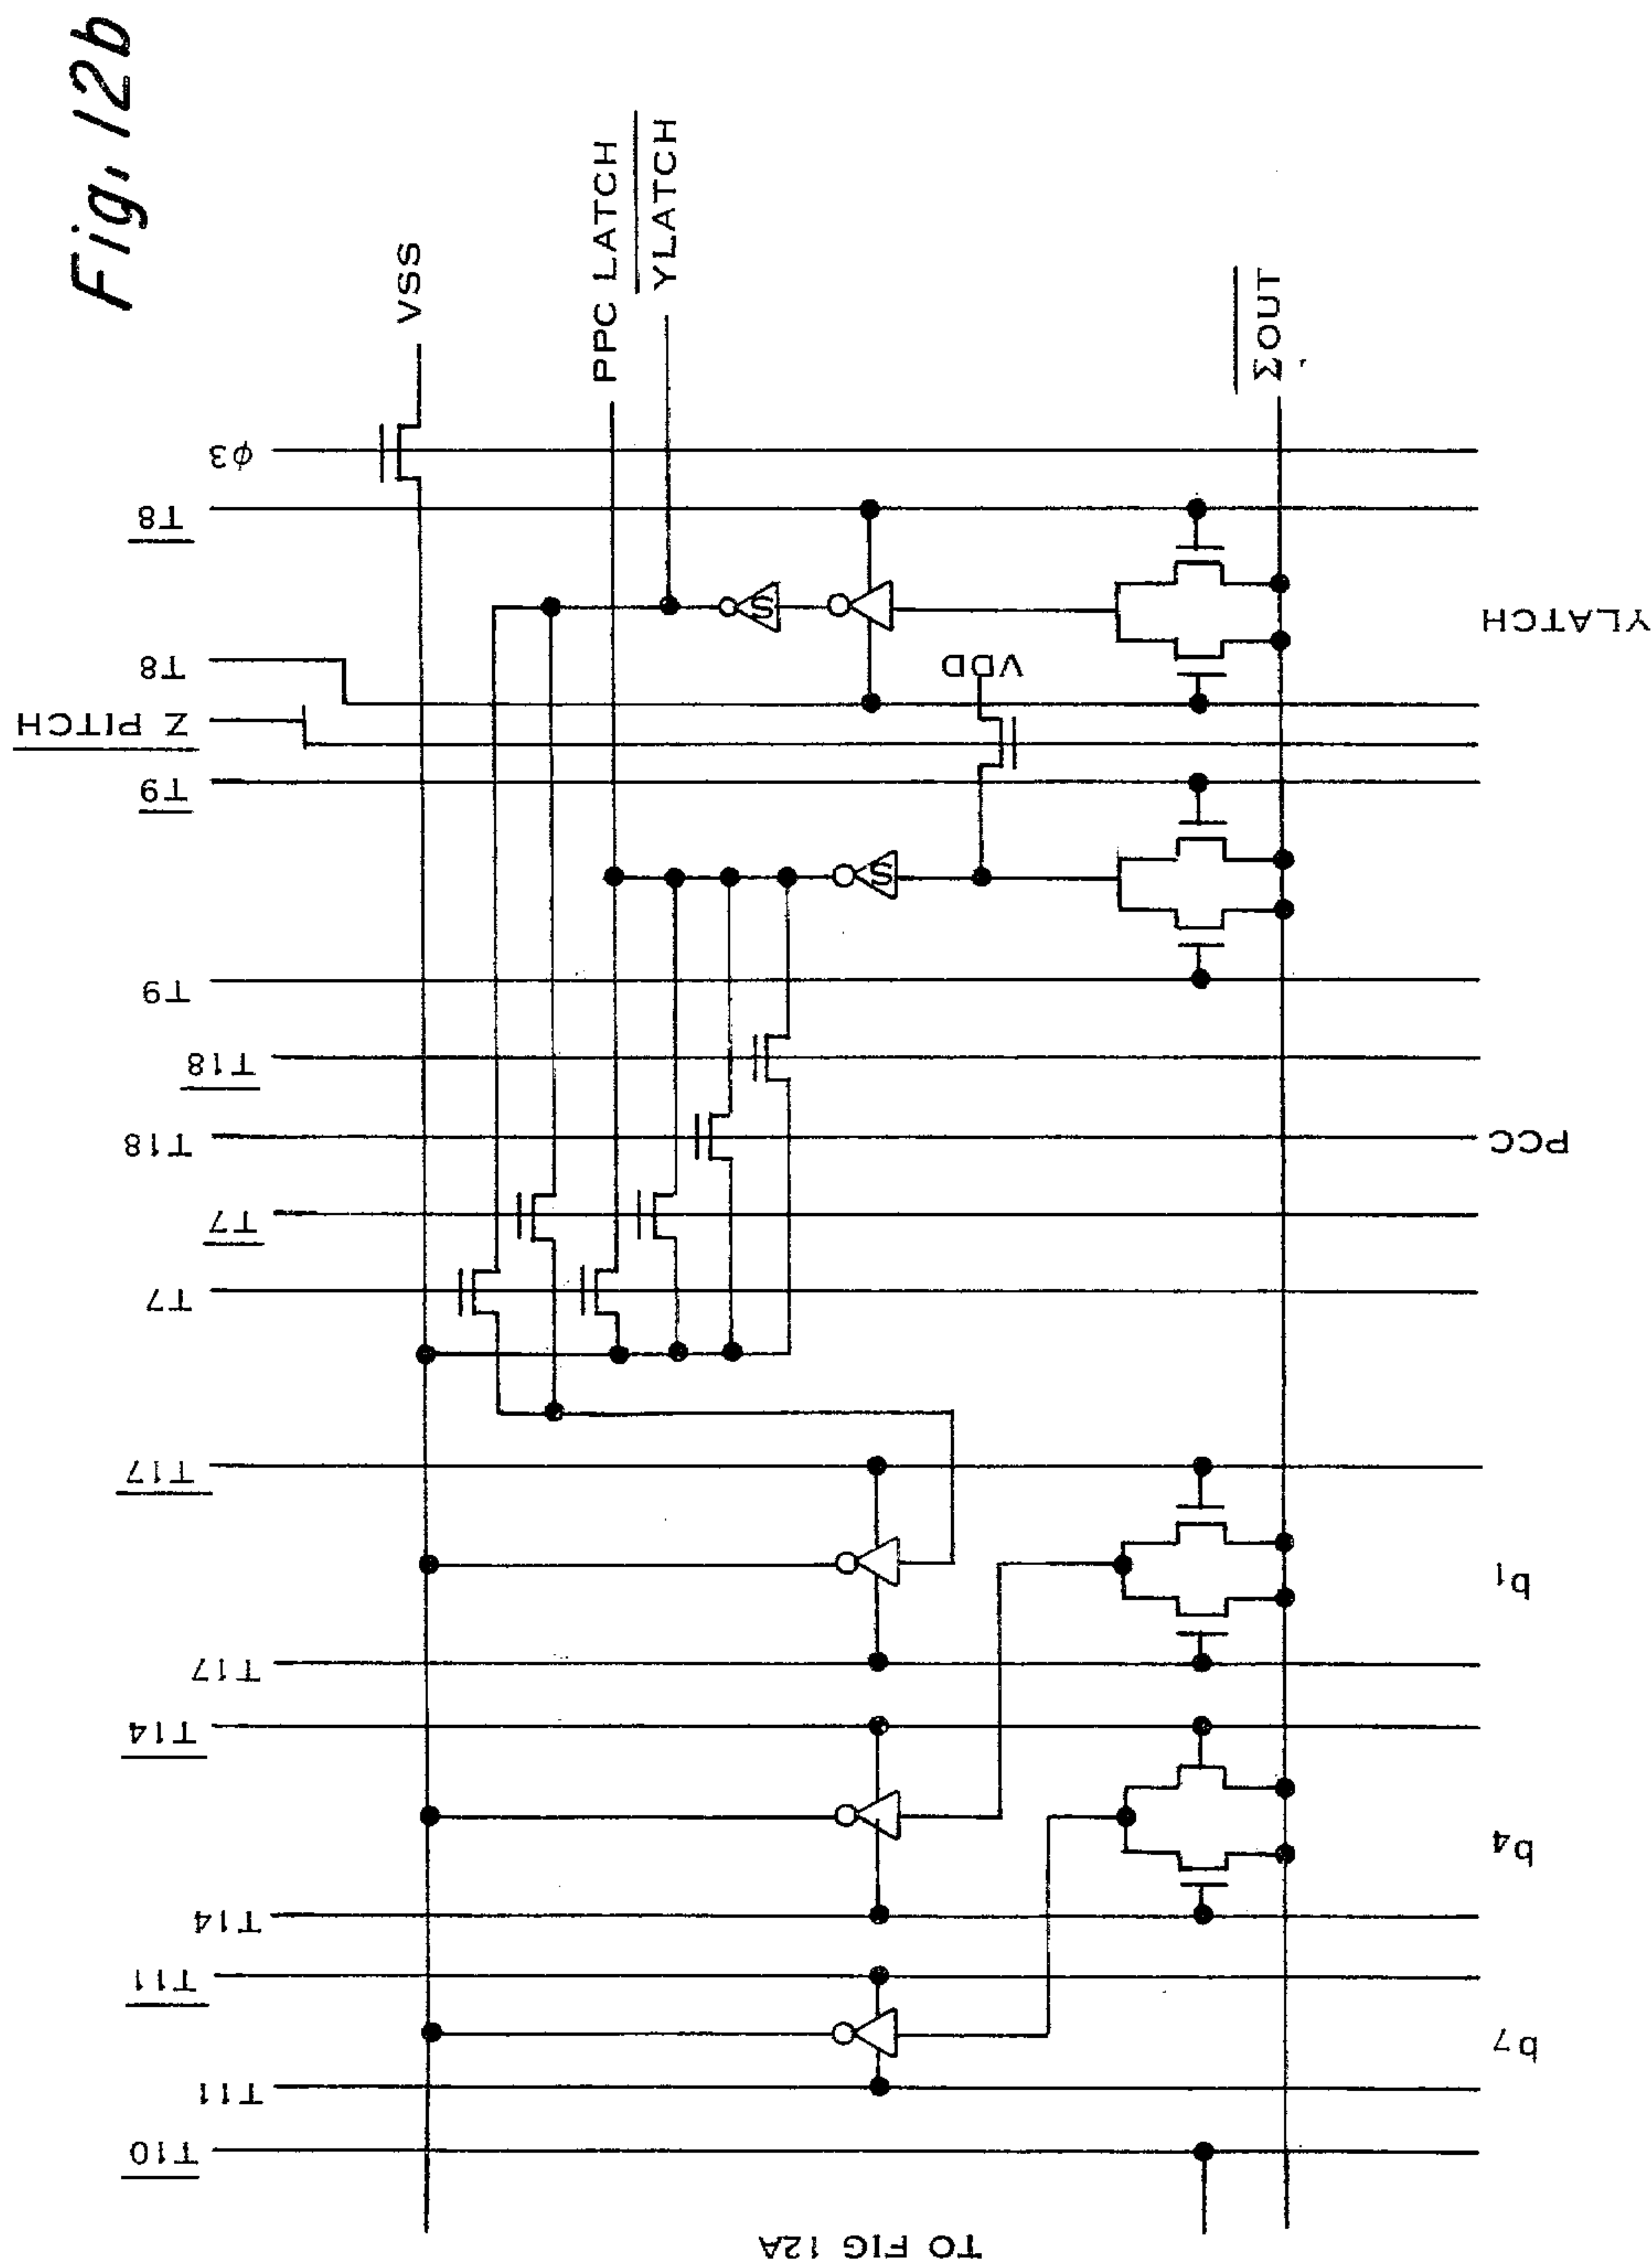 Fig. 12b
VSS
PPC LATCH
YLATCH
ΣOUT
φ3
T8
T8
Z PITCH
T9
T9
T18
T18
T7
T7
T17
T17
T14
T14
T11
T11
T10
VDD
S
S
YLATCH
PCC
b1
b4
b7
TO FIG 12A